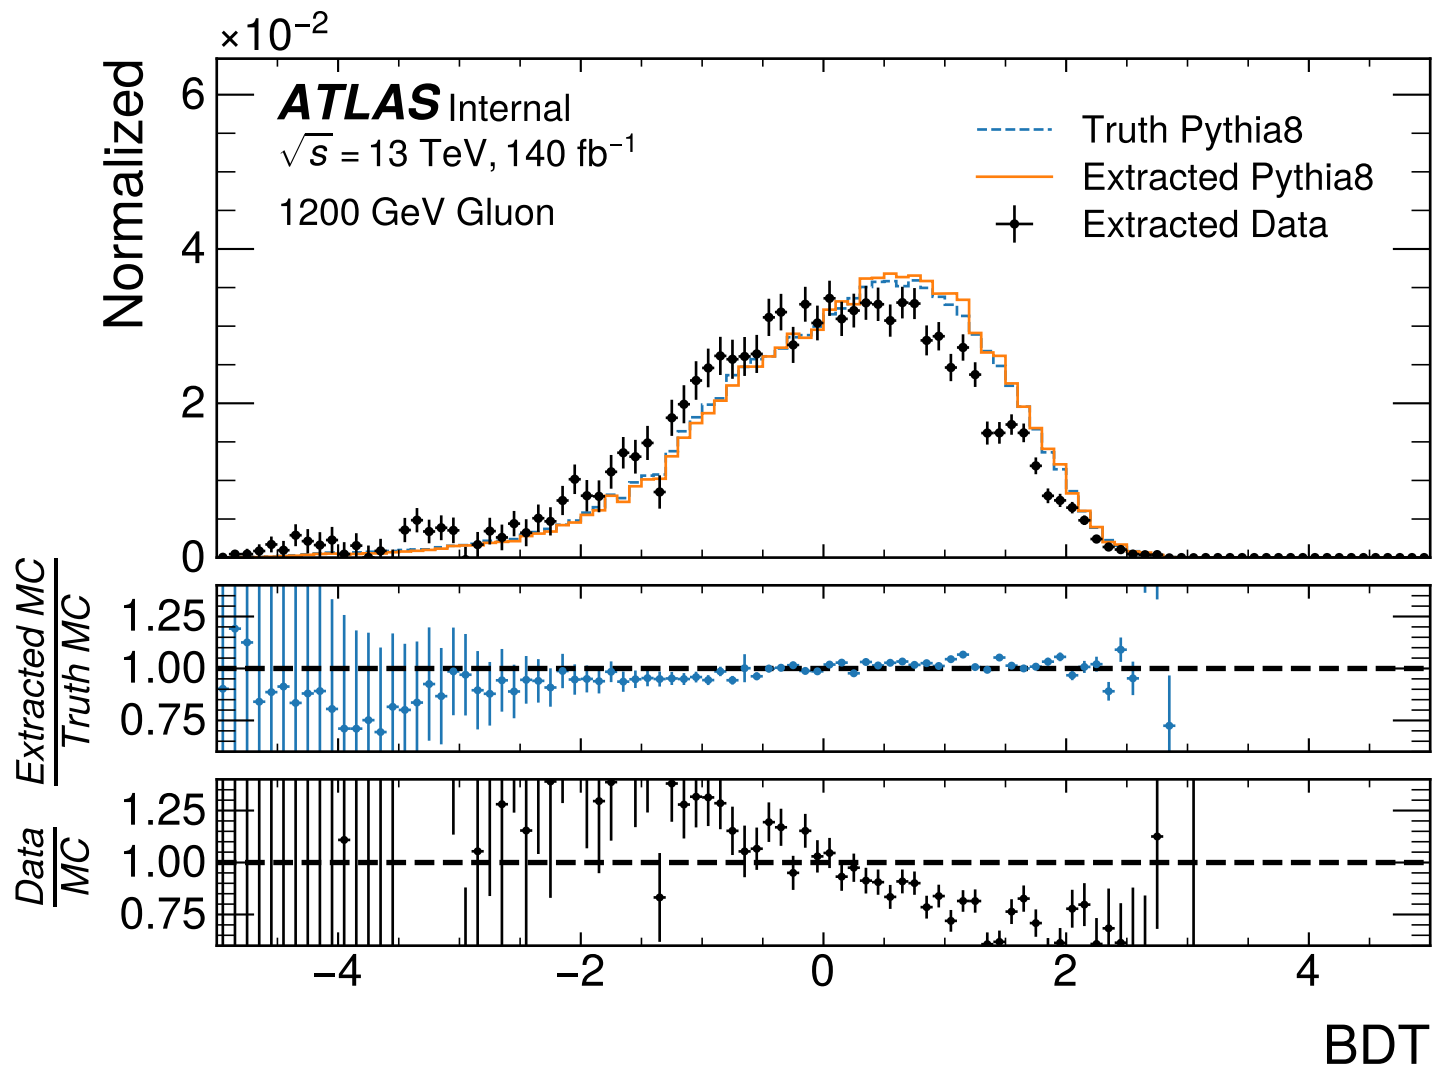 ×10⁻²
Normalized
6
4
2
0
ATLAS Internal
√s = 13 TeV, 140 fb⁻¹
1200 GeV Gluon
Truth Pythia8
Extracted Pythia8
Extracted Data
Extracted MC
Truth MC
1.25
1.00
0.75
Data
MC
1.25
1.00
0.75
−4 −2 0 2 4
BDT